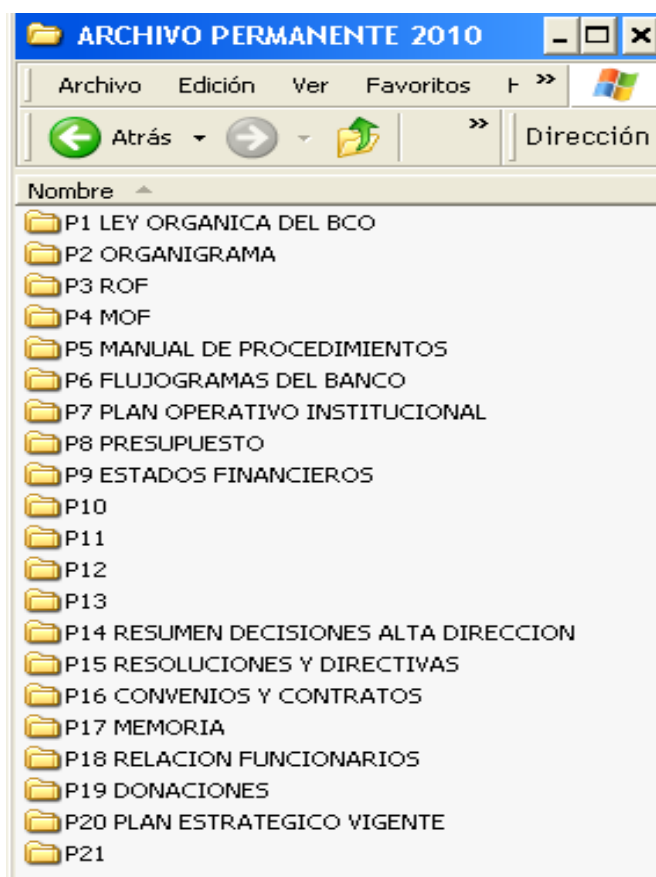 ARCHIVO PERMANENTE 2010
Archivo Edición Ver Favoritos H »
Atrás » Dirección
Nombre
P1 LEY ORGANICA DEL BCO
P2 ORGANIGRAMA
P3 ROF
P4 MOF
P5 MANUAL DE PROCEDIMIENTOS
P6 FLUJOGRAMAS DEL BANCO
P7 PLAN OPERATIVO INSTITUCIONAL
P8 PRESUPUESTO
P9 ESTADOS FINANCIEROS
P10
P11
P12
P13
P14 RESUMEN DECISIONES ALTA DIRECCION
P15 RESOLUCIONES Y DIRECTIVAS
P16 CONVENIOS Y CONTRATOS
P17 MEMORIA
P18 RELACION FUNCIONARIOS
P19 DONACIONES
P20 PLAN ESTRATEGICO VIGENTE
P21